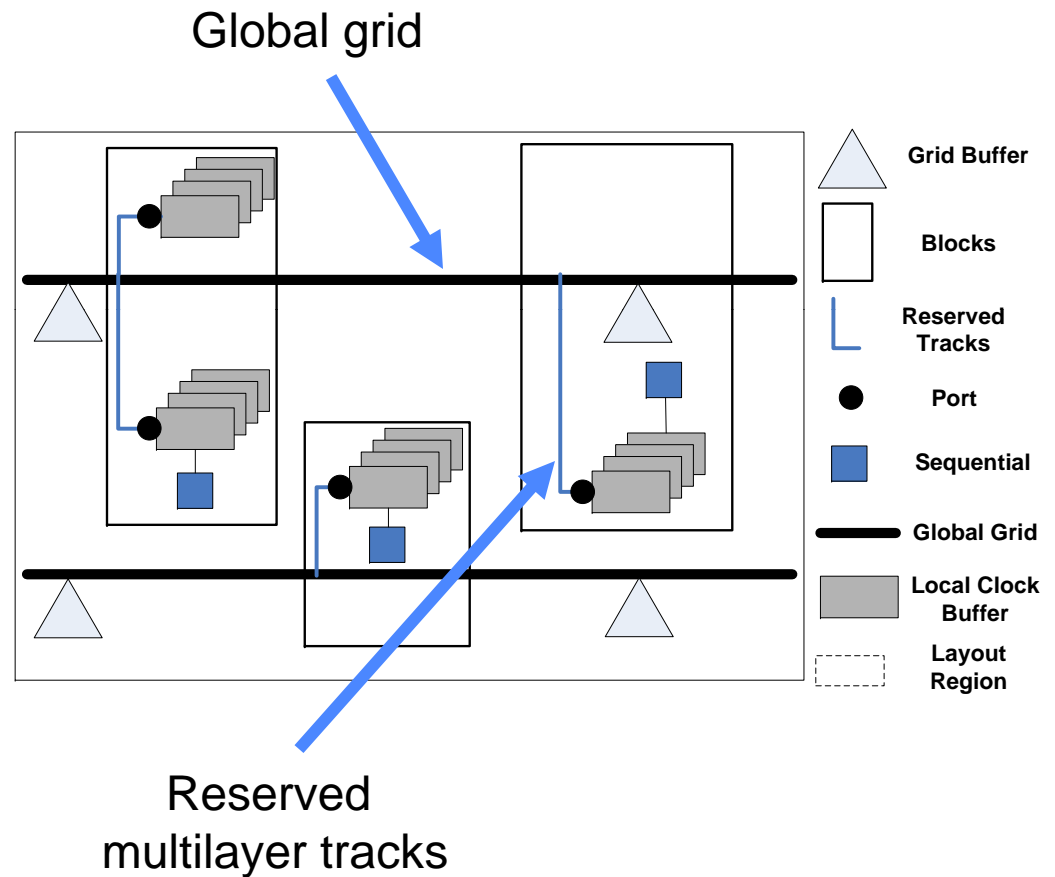 Global grid
Grid Buffer
Blocks
Reserved
Tracks
Port
Sequential
Global Grid
Local Clock
Buffer
Layout
Region
Reserved
multilayer tracks